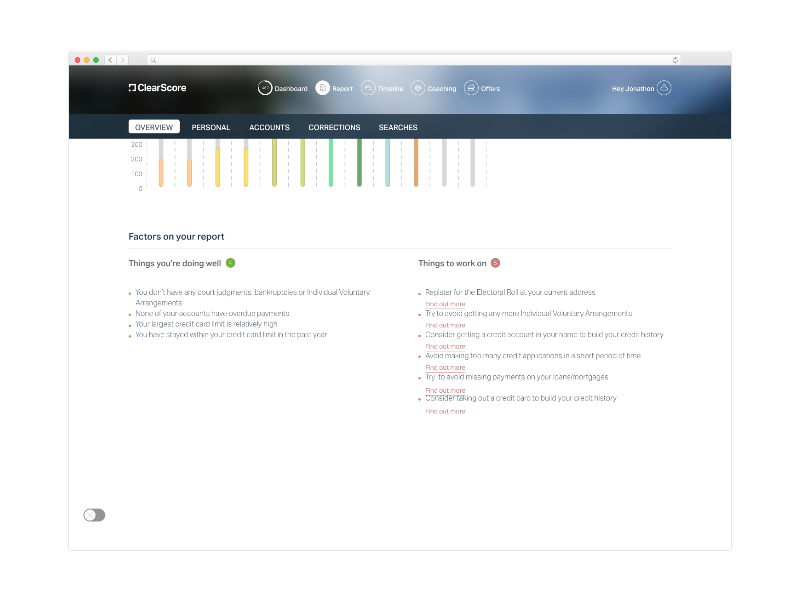 ClearScore
Dashboard
Report
Timeline
Coaching
Offers
Hey Jonathon
OVERVIEW
PERSONAL
ACCOUNTS
CORRECTIONS
SEARCHES
300
200
100
0
Factors on your report
Things you're doing well
Things to work on 5
You don't have any court judgments, bankruptcies or Individual Voluntary
Arrangements
None of your accounts have overdue payments
Your largest credit card limit is relatively high
You have stayed within your credit card limit in the past year
Register for the Electoral Roll at your current address
Find out more
Try to avoid getting any more Individual Voluntary Arrangements
Find out more
Consider getting a credit account in your name to build your credit history
Find out more
Avoid making too many credit applications in a short period of time
Find out more
Try to avoid missing payments on your loans/mortgages
Find out more
Consider taking out a credit card to build your credit history
Find out more